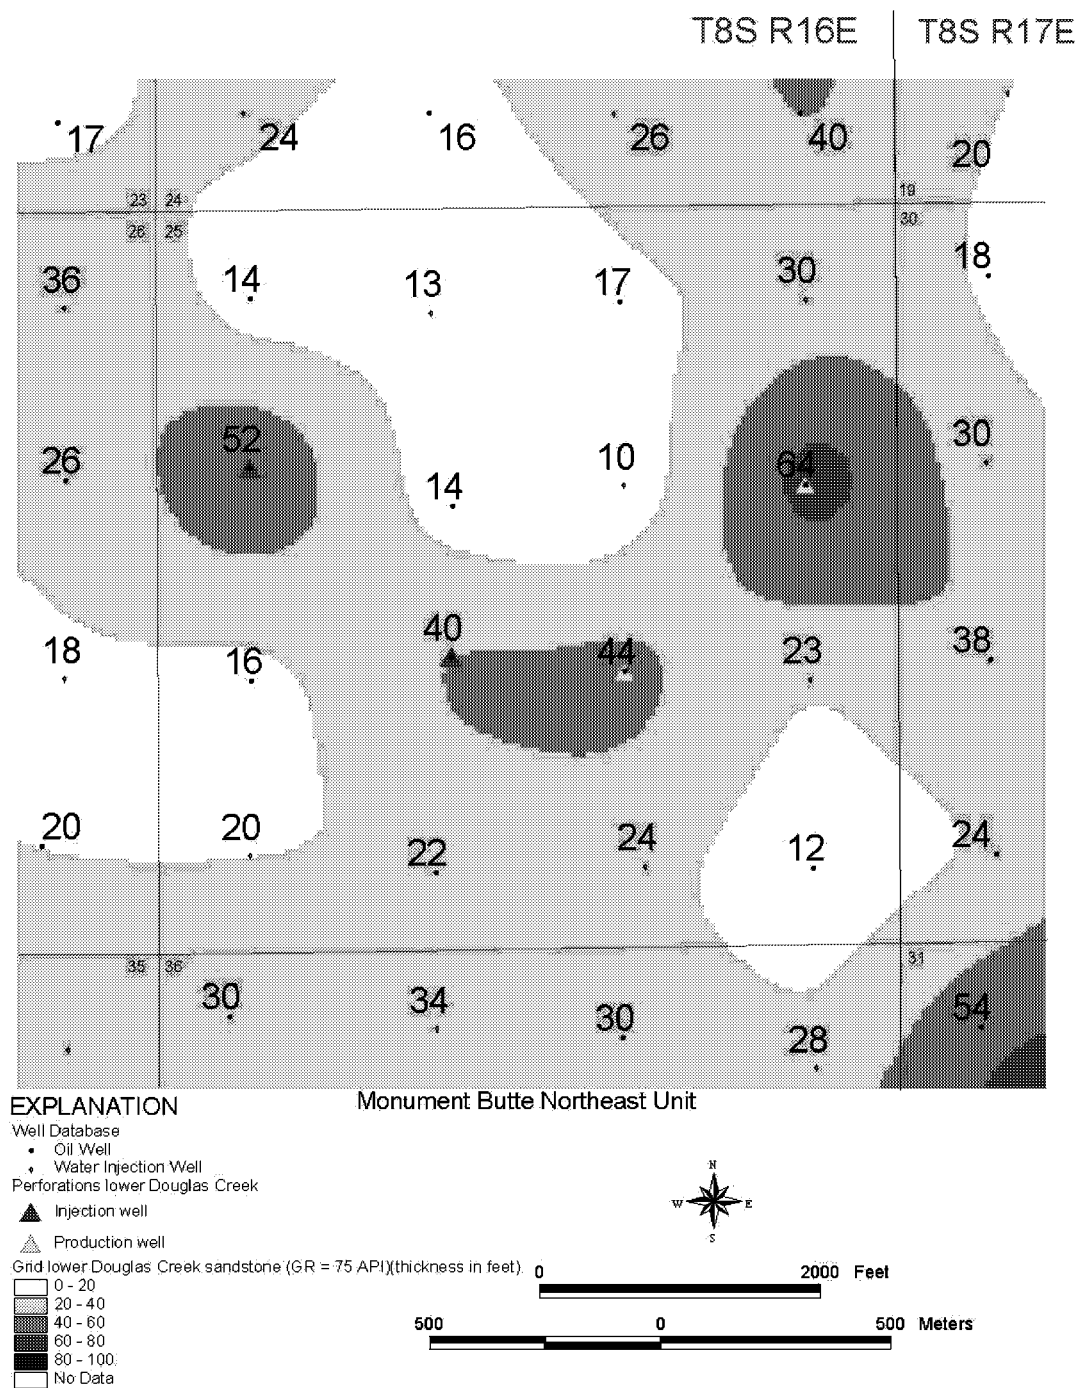 T8S R16E T8S R17E
17 24 16 26 40 20
23 24 19
26 25 30
36 14 13 17 30 18
26 52 14 10 64 30
18 16 40 44 23 38
20 20 22 24 12 24
35 36 31
30 34 30 28 54
EXPLANATION
Monument Butte Northeast Unit
Well Database
Oil Well
Water Injection Well
Perforations lower Douglas Creek
Injection well
Production well
Grid lower Douglas Creek sandstone (GR = 75 API)(thickness in feet)
0 - 20
20 - 40
40 - 60
60 - 80
80 - 100
No Data
N
W E
S
0 2000 Feet
500 0 500 Meters